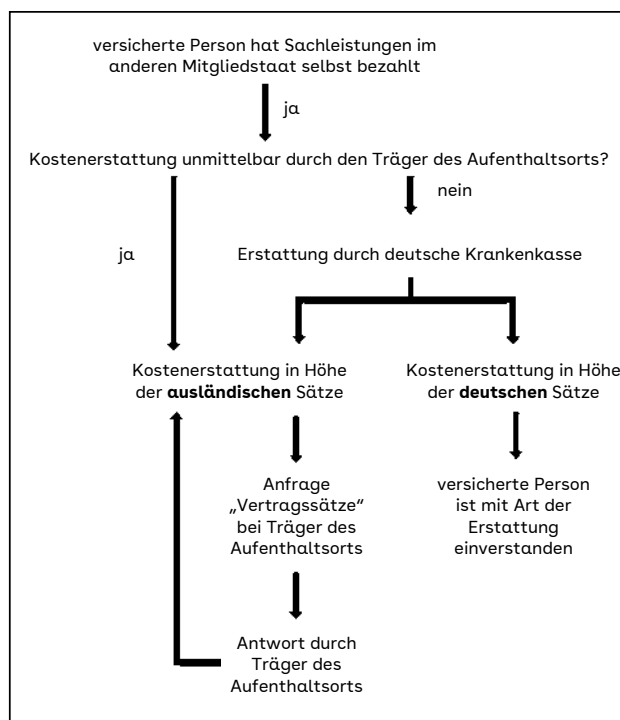 versicherte Person hat Sachleistungen im
anderen Mitgliedstaat selbst bezahlt
ja
Kostenerstattung unmittelbar durch den Träger des Aufenthaltsorts?
nein
ja
Erstattung durch deutsche Krankenkasse
Kostenerstattung in Höhe
der ausländischen Sätze
Kostenerstattung in Höhe
der deutschen Sätze
Anfrage
„Vertragssätze“
bei Träger des
Aufenthaltsorts
versicherte Person
ist mit Art der
Erstattung
einverstanden
Antwort durch
Träger des
Aufenthaltsorts